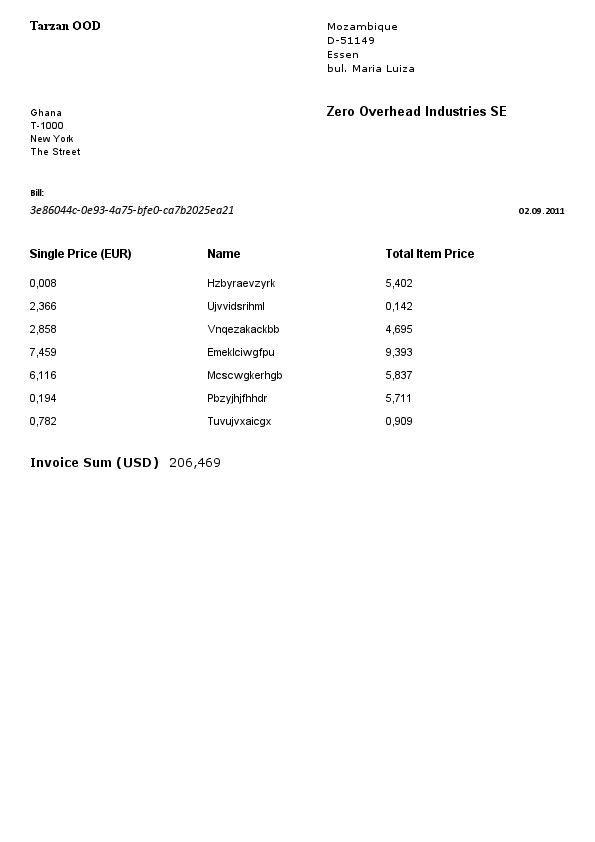 Tarzan OOD
Mozambique
D-51149
Essen
bul. Maria Luiza
Zero Overhead Industries SE
Ghana
T-1000
New York
The Street
Bill:
3e86044c-0e93-4a75-bfe0-ca7b2025ea21
02.09.2011
Single Price (EUR) Name Total Item Price
0,008 Hzbyraevzyrk 5,402
2,366 Ujvvidsrihml 0,142
2,858 Vnqezakackbb 4,695
7,459 Emeklciwgfpu 9,393
6,116 Mcscwgkerhgb 5,837
0,194 Pbzyjhjfhhdr 5,711
0,782 Tuvujvxaicgx 0,909
Invoice Sum (USD) 206,469